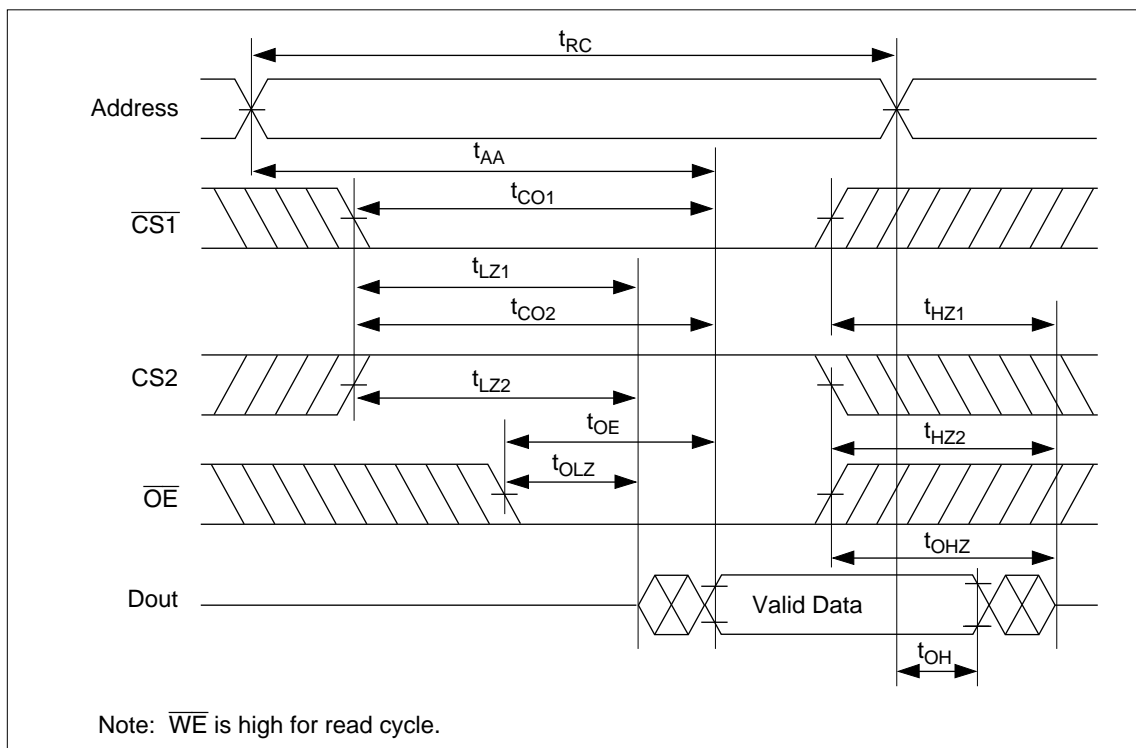 tRC
Address
tAA
tCO1
CS1
tLZ1
tCO2
tHZ1
CS2
tLZ2
tOE
tHZ2
tOLZ
OE
tOHZ
Dout
Valid Data
tOH
Note: WE is high for read cycle.